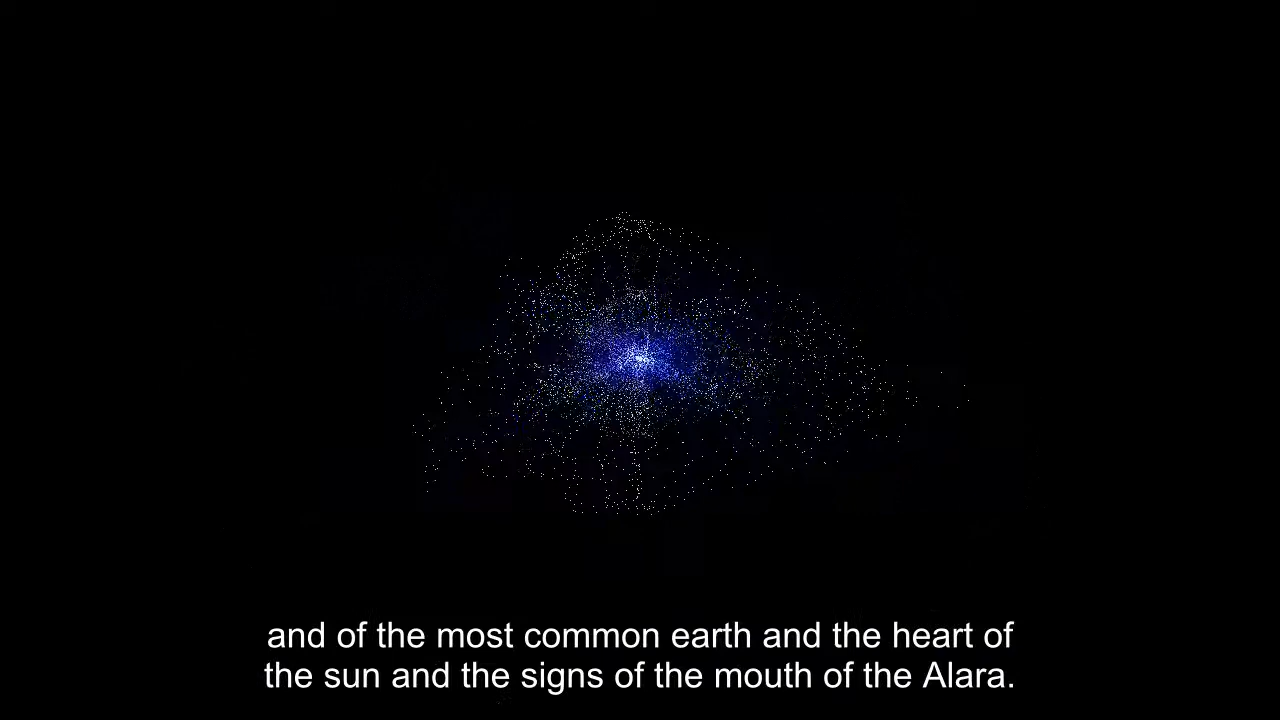 and of the most common earth and the heart of
the sun and the signs of the mouth of the Alara.